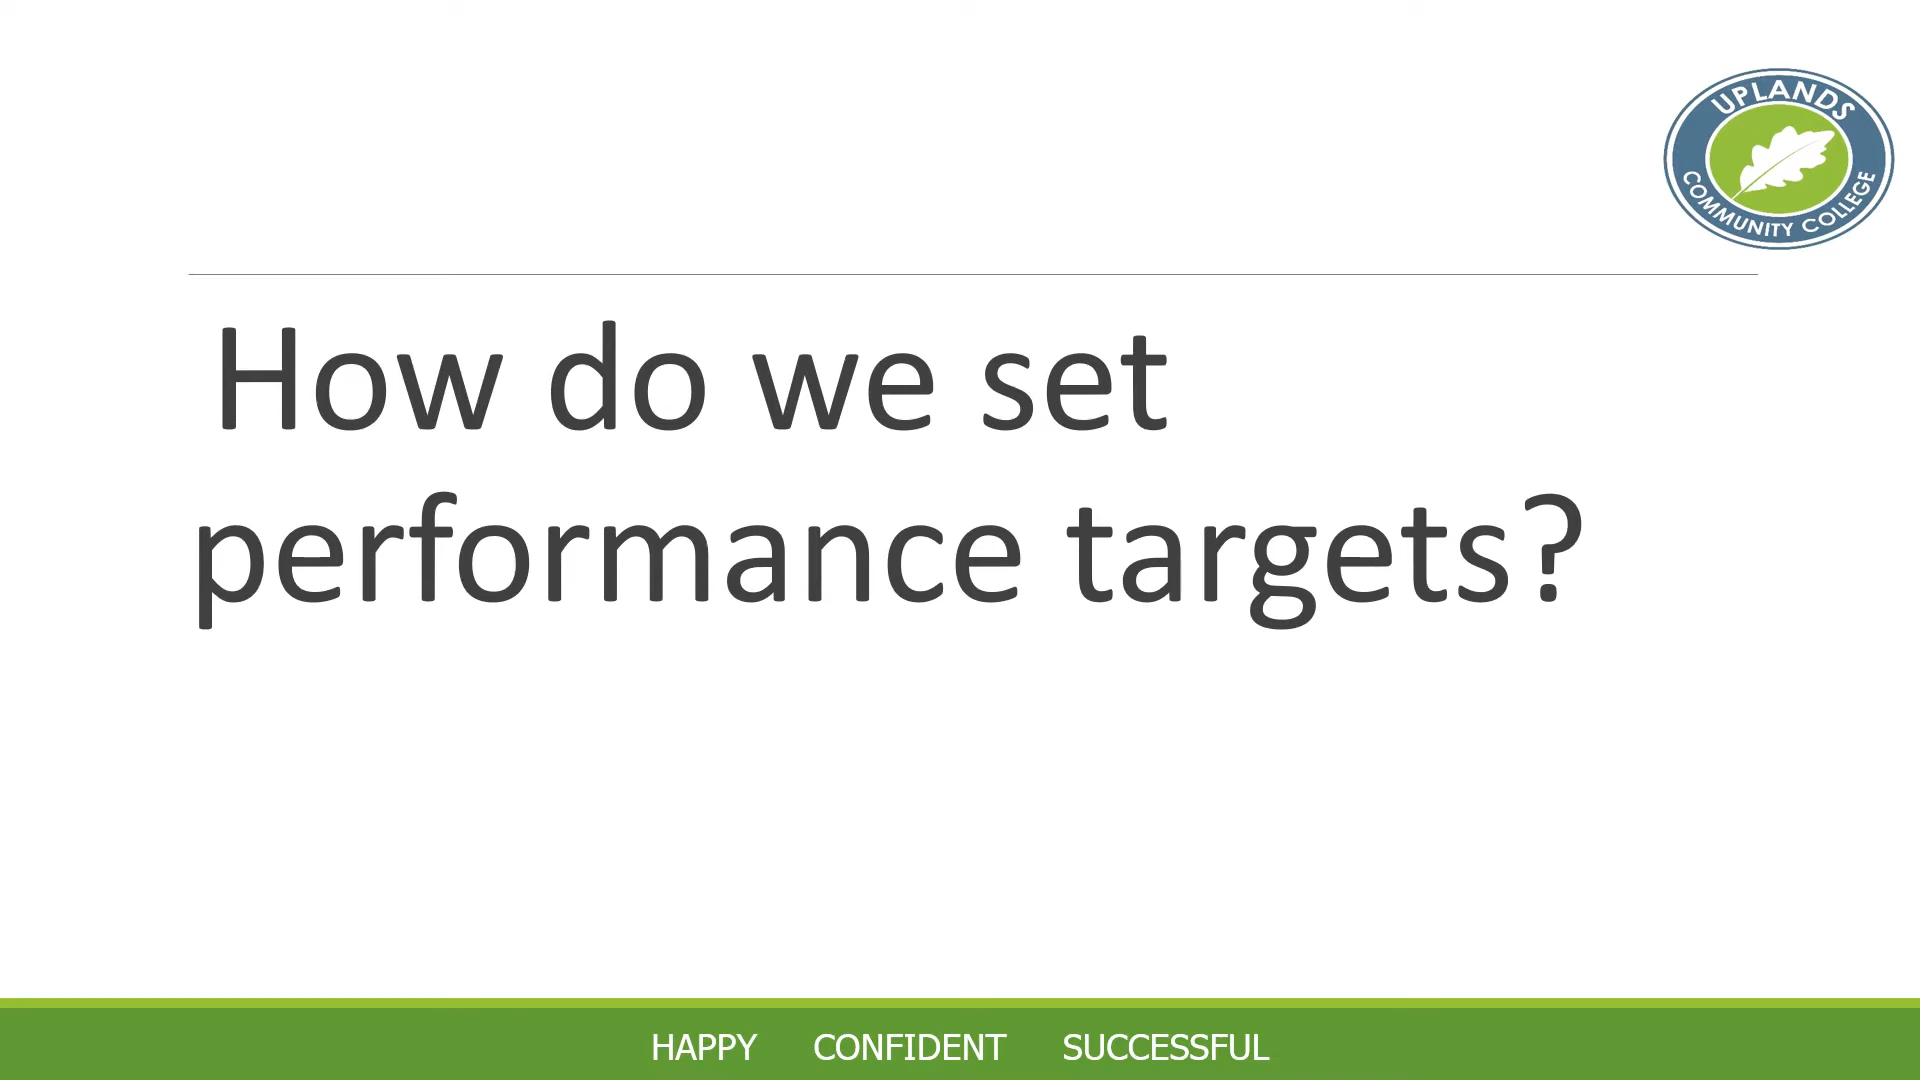 UPLANDS
COMMUNITY COLLEGE
How do we set
performance targets?
HAPPY CONFIDENT SUCCESSFUL